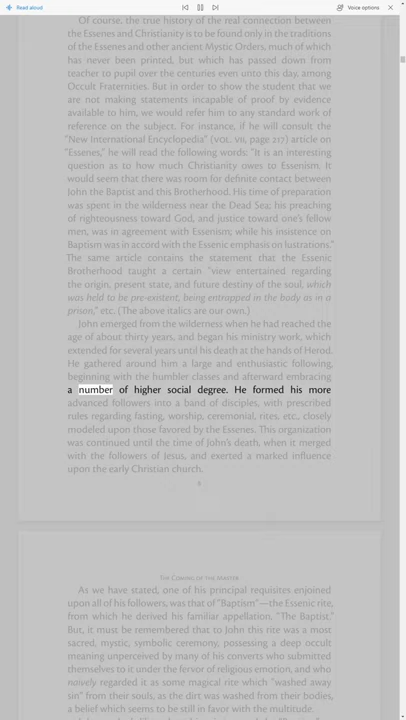 Read aloud
Voice options
Of course, the true history of the real connection between
the Essenes and Christianity is to be found only in the traditions
of the Essenes and other ancient Mystic Orders, much of which
has never been printed, but which has passed down from
teacher to pupil over the centuries even unto this day, among
Occult Fraternities. But in order to show the student that we
are not making statements incapable of proof by evidence
available to him, we would refer him to any standard work of
reference on the subject. For instance, if he will consult the
"New International Encyclopedia" (VOL. VII, page 217) article on
"Essenes," he will read the following words: "It is an interesting
question as to how much Christianity owes to Essenism. It
would seem that there was room for definite contact between
John the Baptist and this Brotherhood. His time of preparation
was spent in the wilderness near the Dead Sea; his preaching
of righteousness toward God, and justice toward one's fellow
men, was in agreement with Essenism; while his insistence on
Baptism was in accord with the Essenic emphasis on lustrations."
The same article contains the statement that the Essenic
Brotherhood taught a certain "view entertained regarding
the origin, present state, and future destiny of the soul, which
was held to be pre-existent, being entrapped in the body as in a
prison," etc. (The above italics are our own.)
John emerged from the wilderness when he had reached the
age of about thirty years, and began his ministry work, which
extended for several years until his death at the hands of Herod.
He gathered around him a large and enthusiastic following,
beginning with the humbler classes and afterward embracing
a number of higher social degree. He formed his more
advanced followers into a band of disciples, with prescribed
rules regarding fasting, worship, ceremonial, rites, etc., closely
modeled upon those favored by the Essenes. This organization
was continued until the time of John's death, when it merged
with the followers of Jesus, and exerted a marked influence
upon the early Christian church.
The Coming of the Master
As we have stated, one of his principal requisites enjoined
upon all of his followers, was that of "Baptism"—the Essenic rite,
from which he derived his familiar appellation, "The Baptist."
But, it must be remembered that to John this rite was a most
sacred, mystic, symbolic ceremony, possessing a deep occult
meaning unperceived by many of his converts who submitted
themselves to it under the fervor of religious emotion, and who
naively regarded it as some magical rite which "washed away
sin" from their souls, as the dirt was washed from their bodies,
a belief which seems to be still in favor with the multitude.